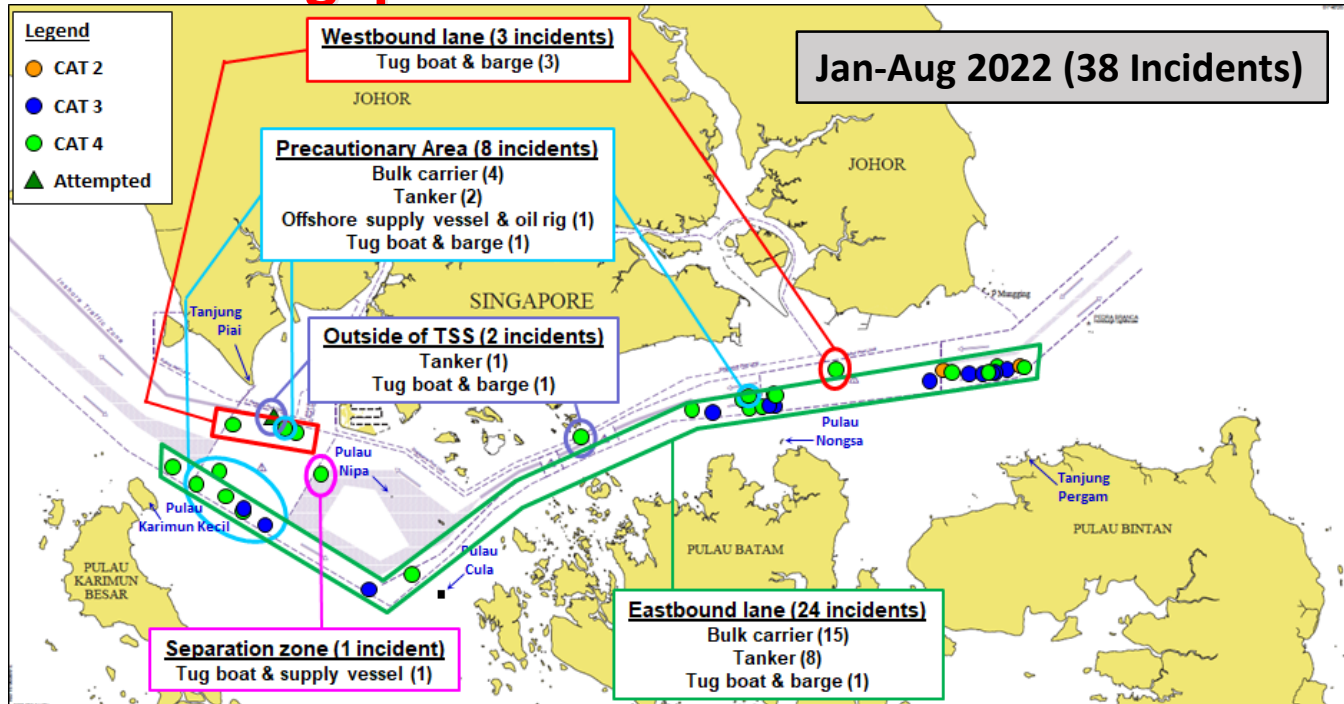 Legend
CAT 2
CAT 3
CAT 4
Attempted
Westbound lane (3 incidents)
Tug boat & barge (3)
Jan-Aug 2022 (38 Incidents)
JOHOR
Precautionary Area (8 incidents)
Bulk carrier (4)
Tanker (2)
Offshore supply vessel & oil rig (1)
Tug boat & barge (1)
JOHOR
SINGAPORE
Inshore Traffic Zone
Tanjung
Piai
Outside of TSS (2 incidents)
Tanker (1)
Tug boat & barge (1)
PEDRA BRANCA
Pulau
Nongsa
Pulau
Nipa
Pulau
Karimun Kecil
Tanjung
Pergam
PULAU BINTAN
PULAU BATAM
Pulau
Cula
PULAU
KARIMUN
BESAR
Eastbound lane (24 incidents)
Bulk carrier (15)
Tanker (8)
Tug boat & barge (1)
Separation zone (1 incident)
Tug boat & supply vessel (1)